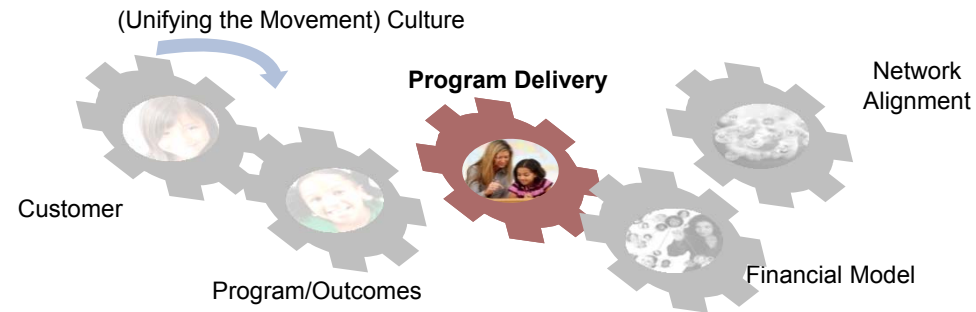 (Unifying the Movement) Culture
Program Delivery
Network
Alignment
Customer
Program/Outcomes
Financial Model